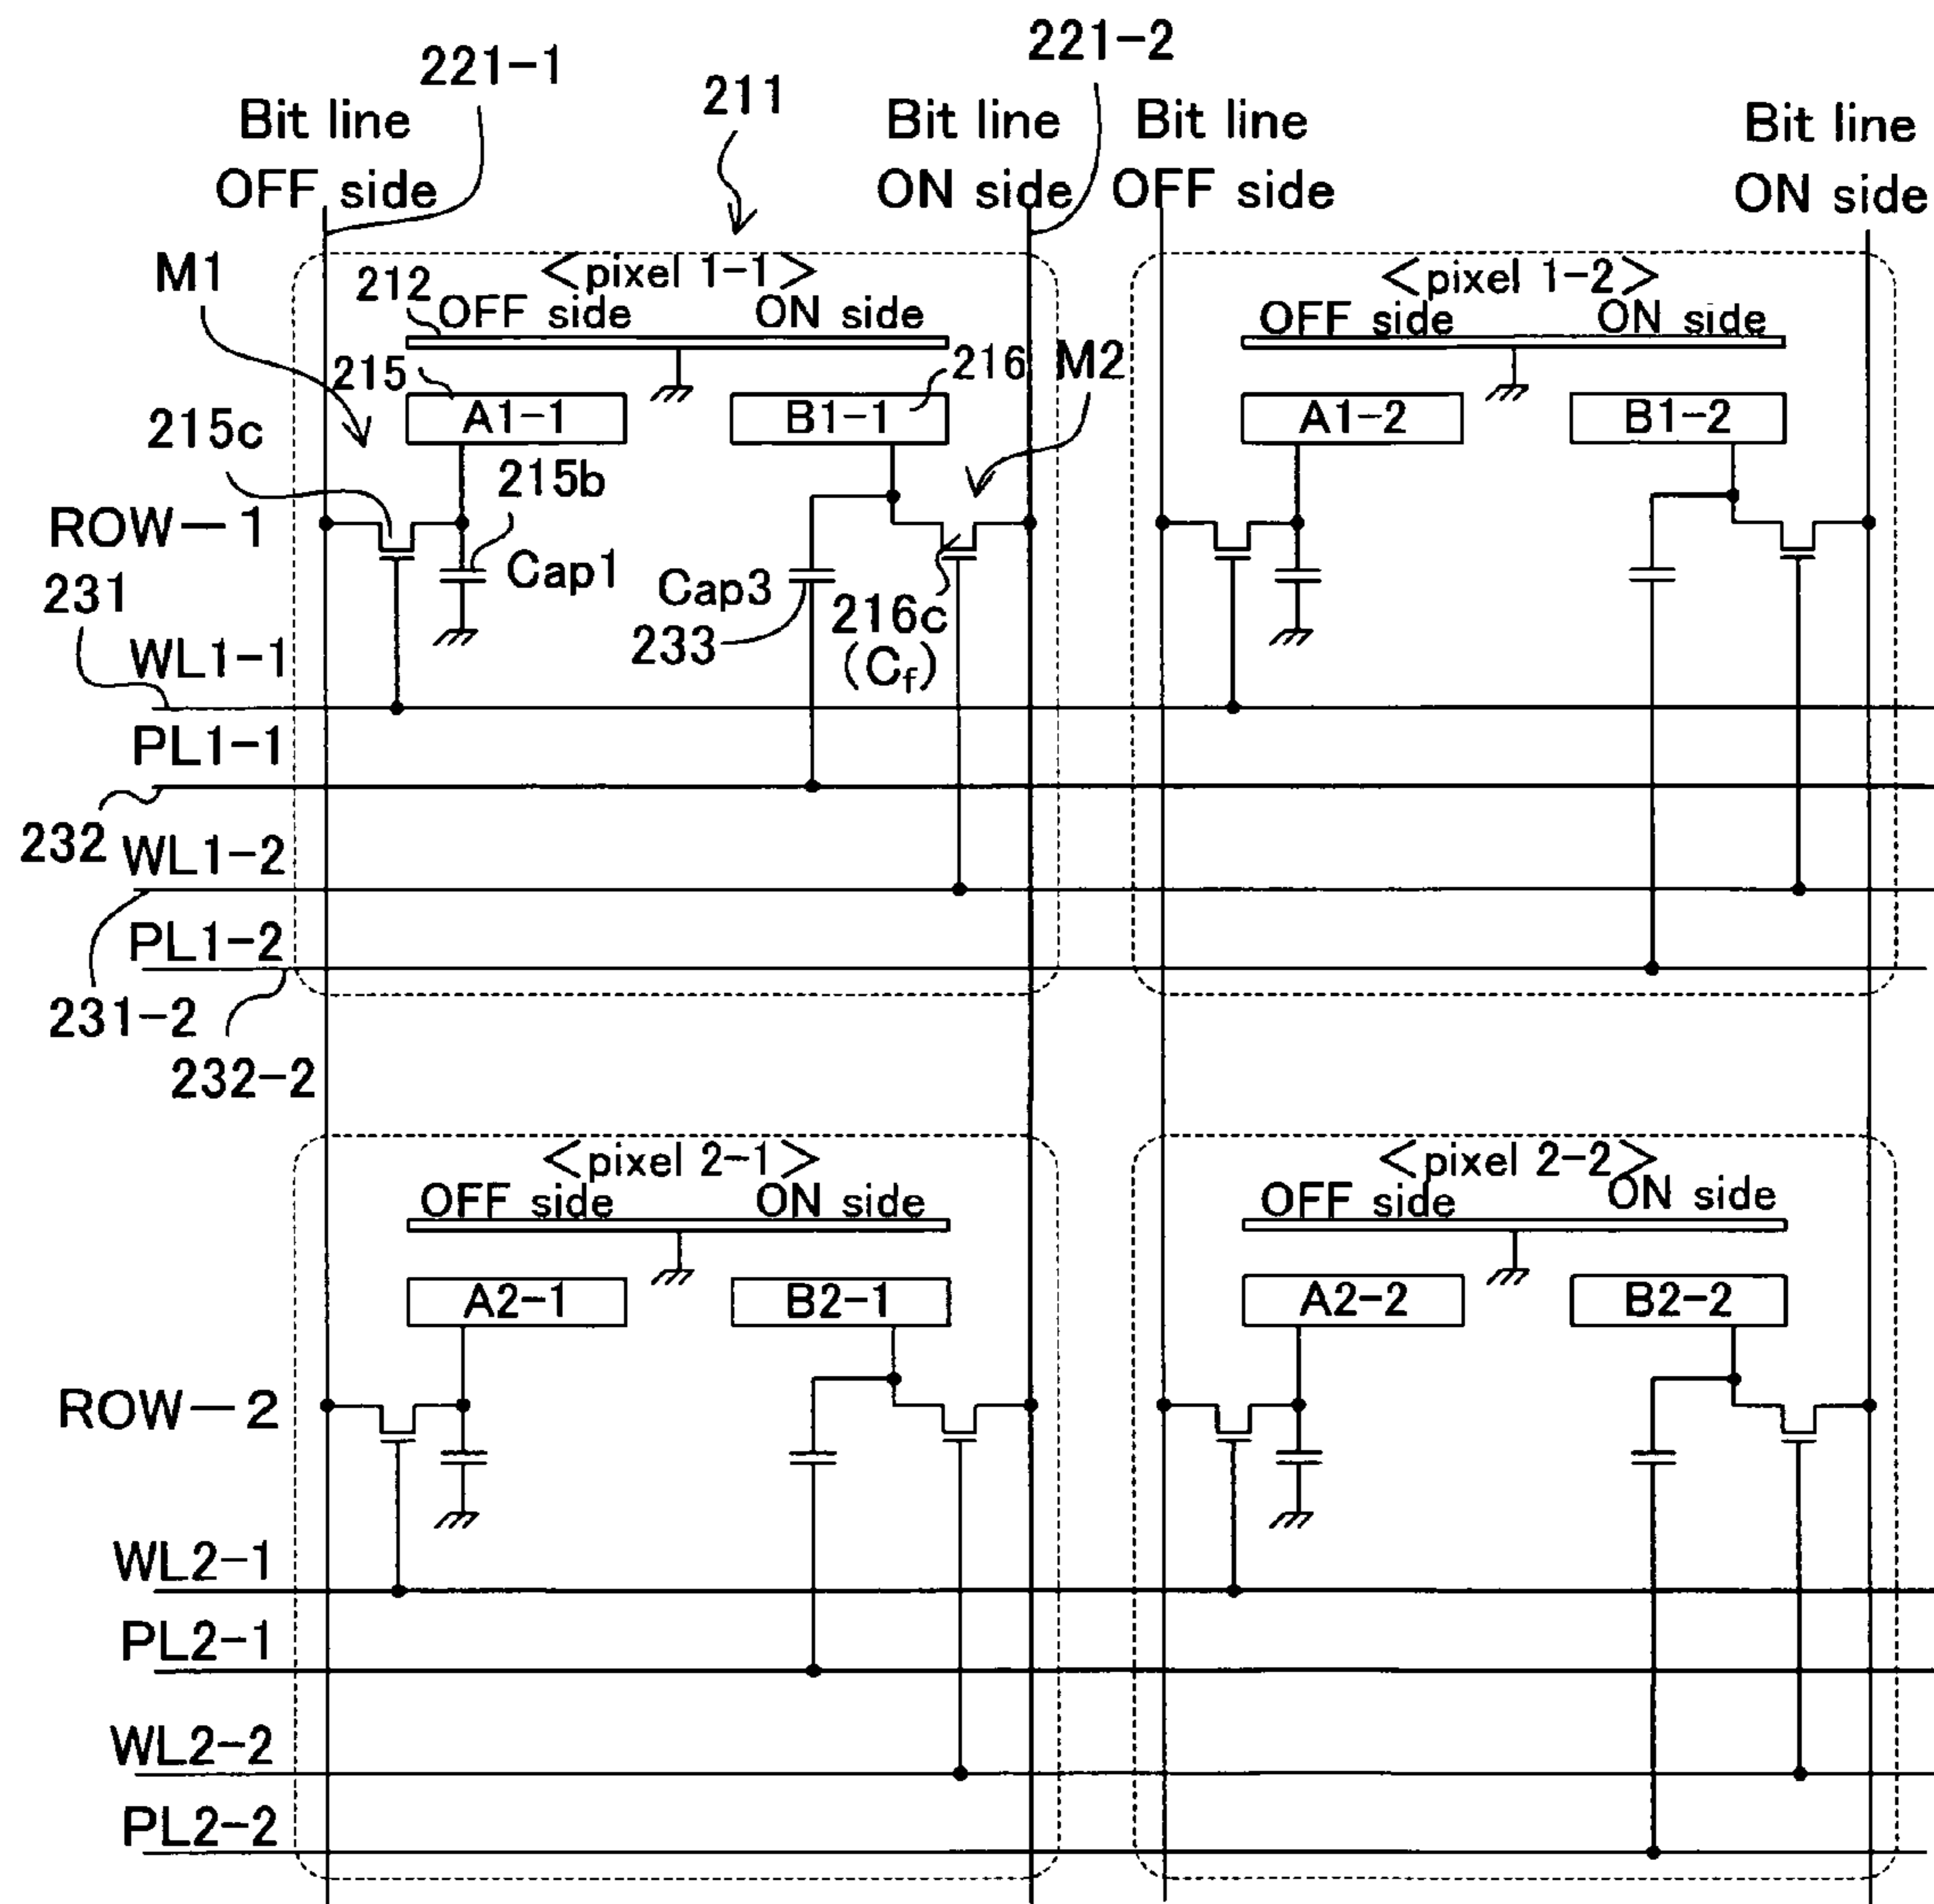 221-1
221-2
211
Bit line
OFF side
Bit line
ON side
Bit line
OFF side
Bit line
ON side
M1
212
<pixel 1-1>
OFF side
ON side
<pixel 1-2>
OFF side
ON side
215
A1-1
B1-1
216
M2
A1-2
B1-2
215c
215b
ROW-1
Cap1
Cap3
233
216c
(Cf)
231
WL1-1
PL1-1
232
WL1-2
PL1-2
231-2
232-2
<pixel 2-1>
OFF side
ON side
<pixel 2-2>
OFF side
ON side
A2-1
B2-1
A2-2
B2-2
ROW-2
WL2-1
PL2-1
WL2-2
PL2-2